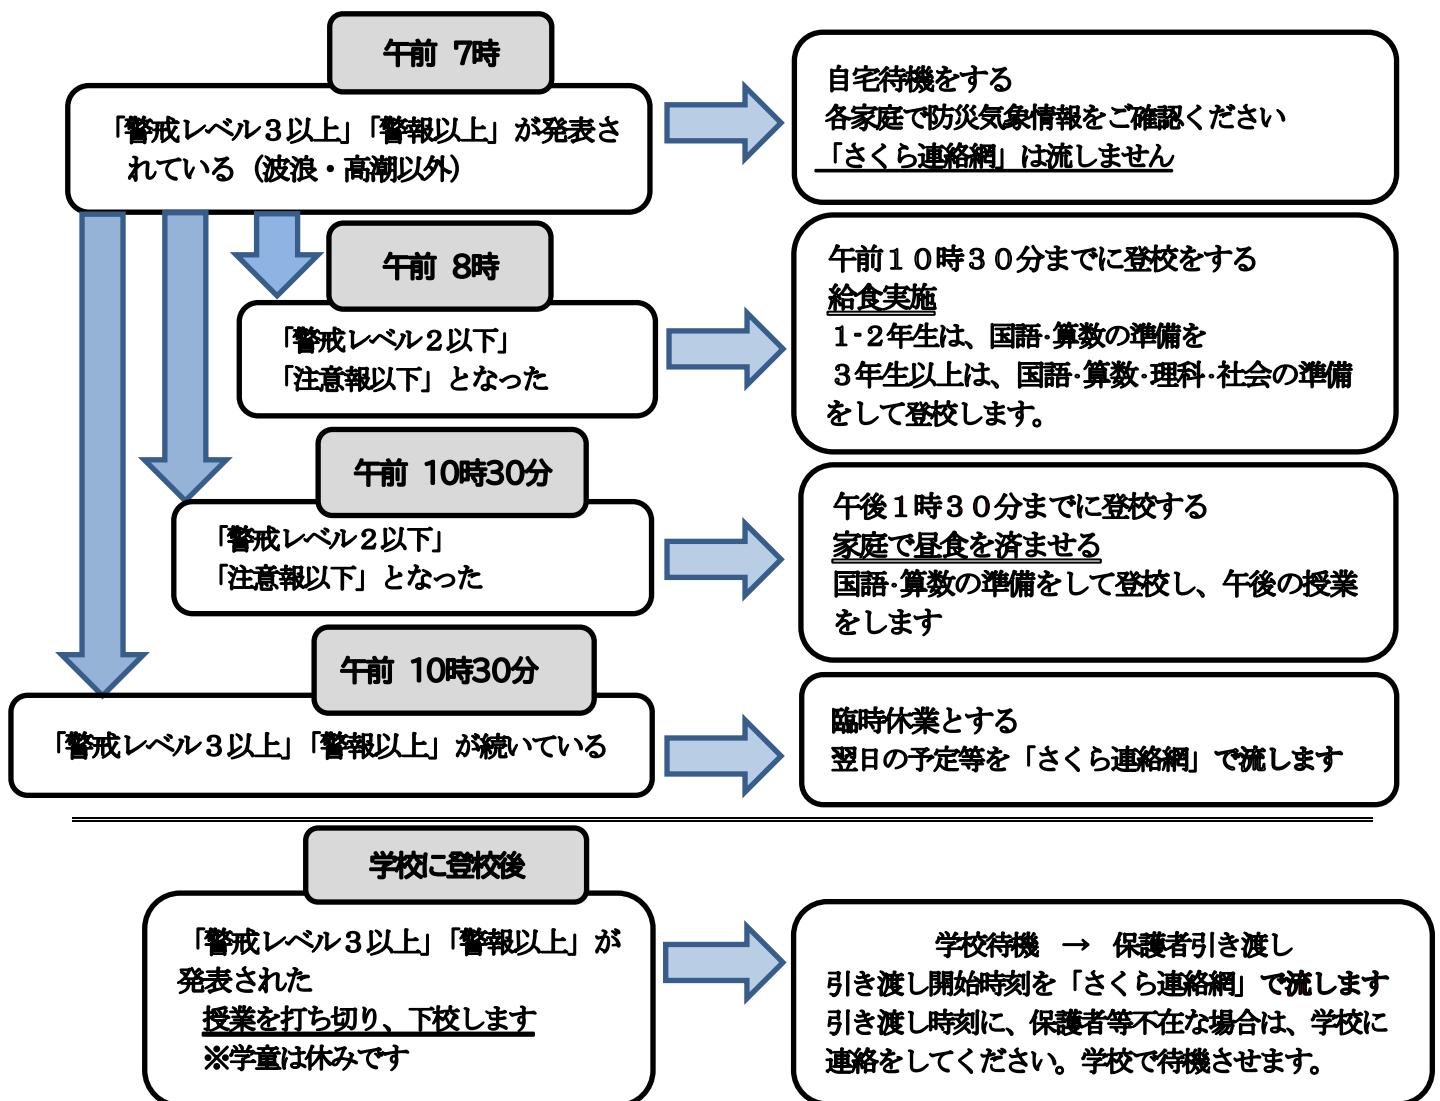 午前 7時
「警戒レベル３以上」「警報以上」が発表さ
れている（波浪・高潮以外）
自宅待機をする
各家庭で防災気象情報をご確認ください
「さくら連絡網」は流しません
午前 8時
「警戒レベル２以下」
「注意報以下」となった
午前１０時３０分までに登校をする
給食実施
１-２年生は、国語・算数の準備を
３年生以上は、国語・算数・理科・社会の準備
をして登校します。
午前 10時30分
「警戒レベル２以下」
「注意報以下」となった
午後１時３０分までに登校する
家庭で昼食を済ませる
国語・算数の準備をして登校し、午後の授業
をします
午前 10時30分
「警戒レベル３以上」「警報以上」が続いている
臨時休業とする
翌日の予定等を「さくら連絡網」で流します
学校に登校後
「警戒レベル３以上」「警報以上」が
発表された
授業を打ち切り、下校します
※学童は休みです
学校待機　→　保護者引き渡し
引き渡し開始時刻を「さくら連絡網」で流します
引き渡し時刻に、保護者等不在な場合は、学校に
連絡をしてください。学校で待機させます。